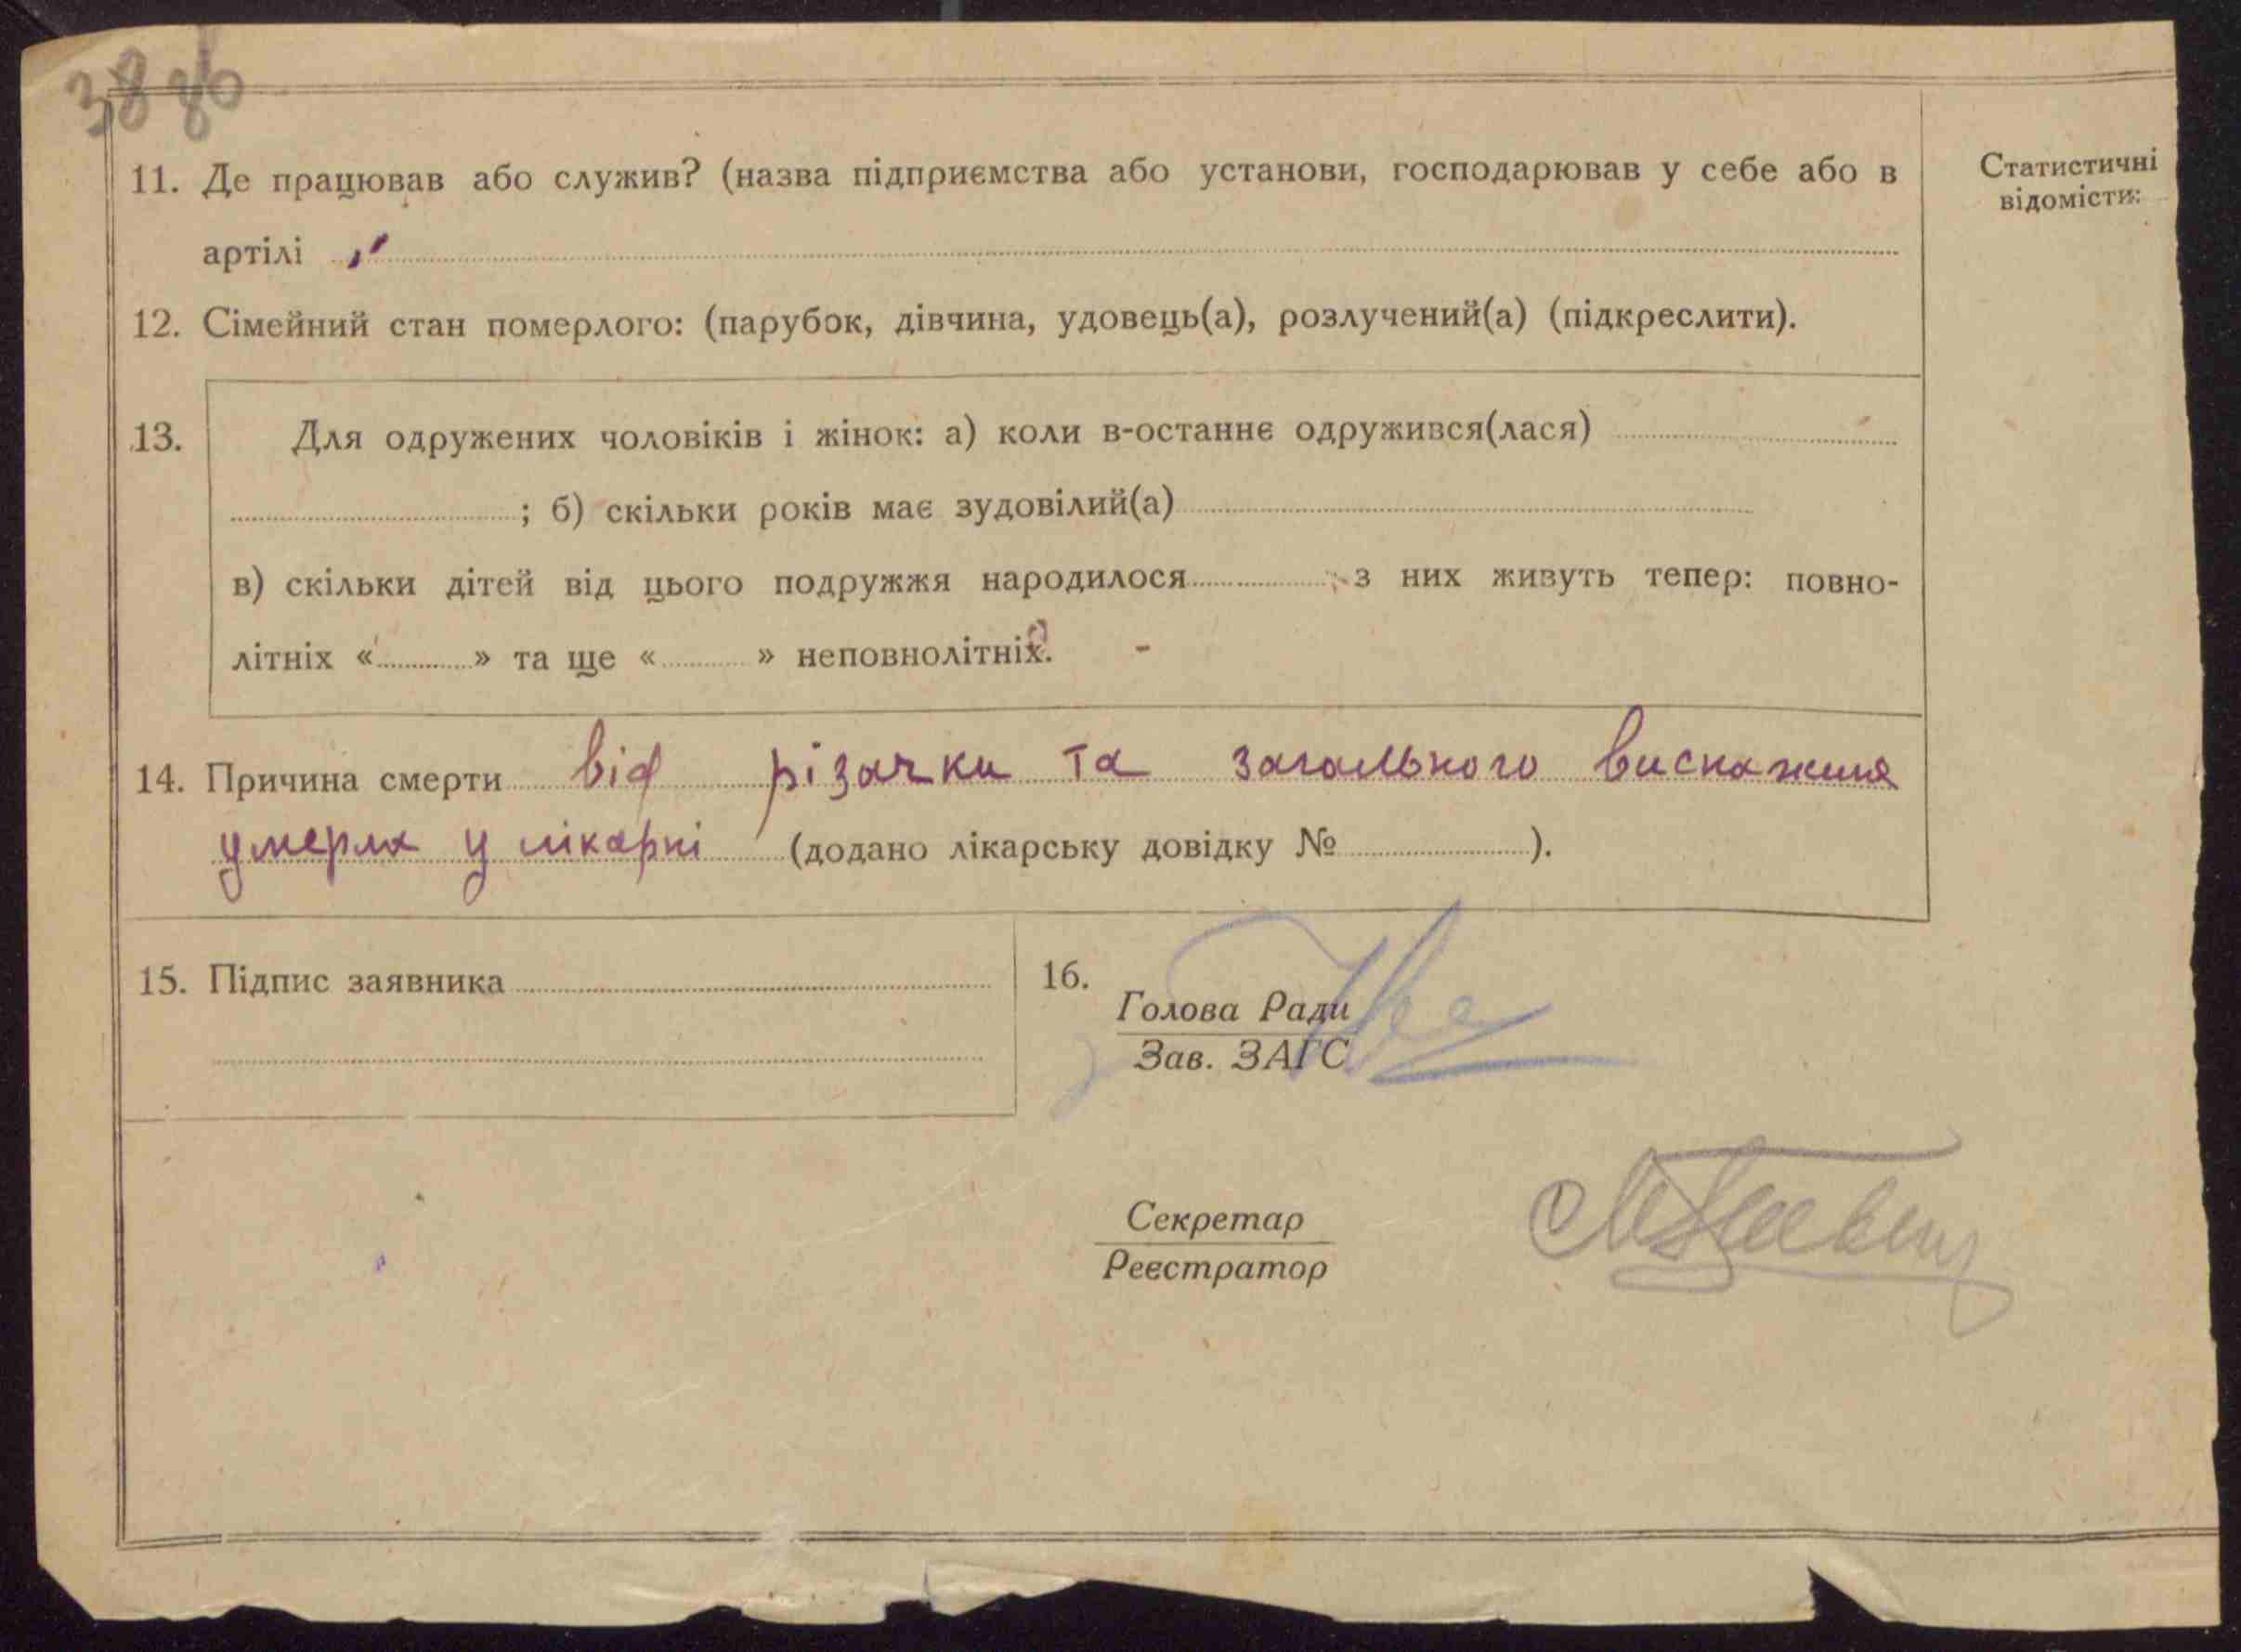 11. Де працював або служив? (назва підприємства або установи, господарював у себе або в
артілі
Статистичні
відомісти:
12. Сімейний стан померлого: (парубок, дівчина, удовець(а), розлучений(а) (підкреслити).
13. Для одружених чоловіків і жінок: а) коли в-останнє одружився(лася)
; б) скільки років має зудовілий(а)
в) скільки дітей від цього подружжя народилося ; з них живуть тепер: повно-
літніх « » та ще « » неповнолітніх.
14. Причина смерти від різачки та загального виснаження
умерла у лікарні (додано лікарську довідку № ).
15. Підпис заявника
16.
Голова Ради
Зав. ЗАГС
Секретар
Реєстратор